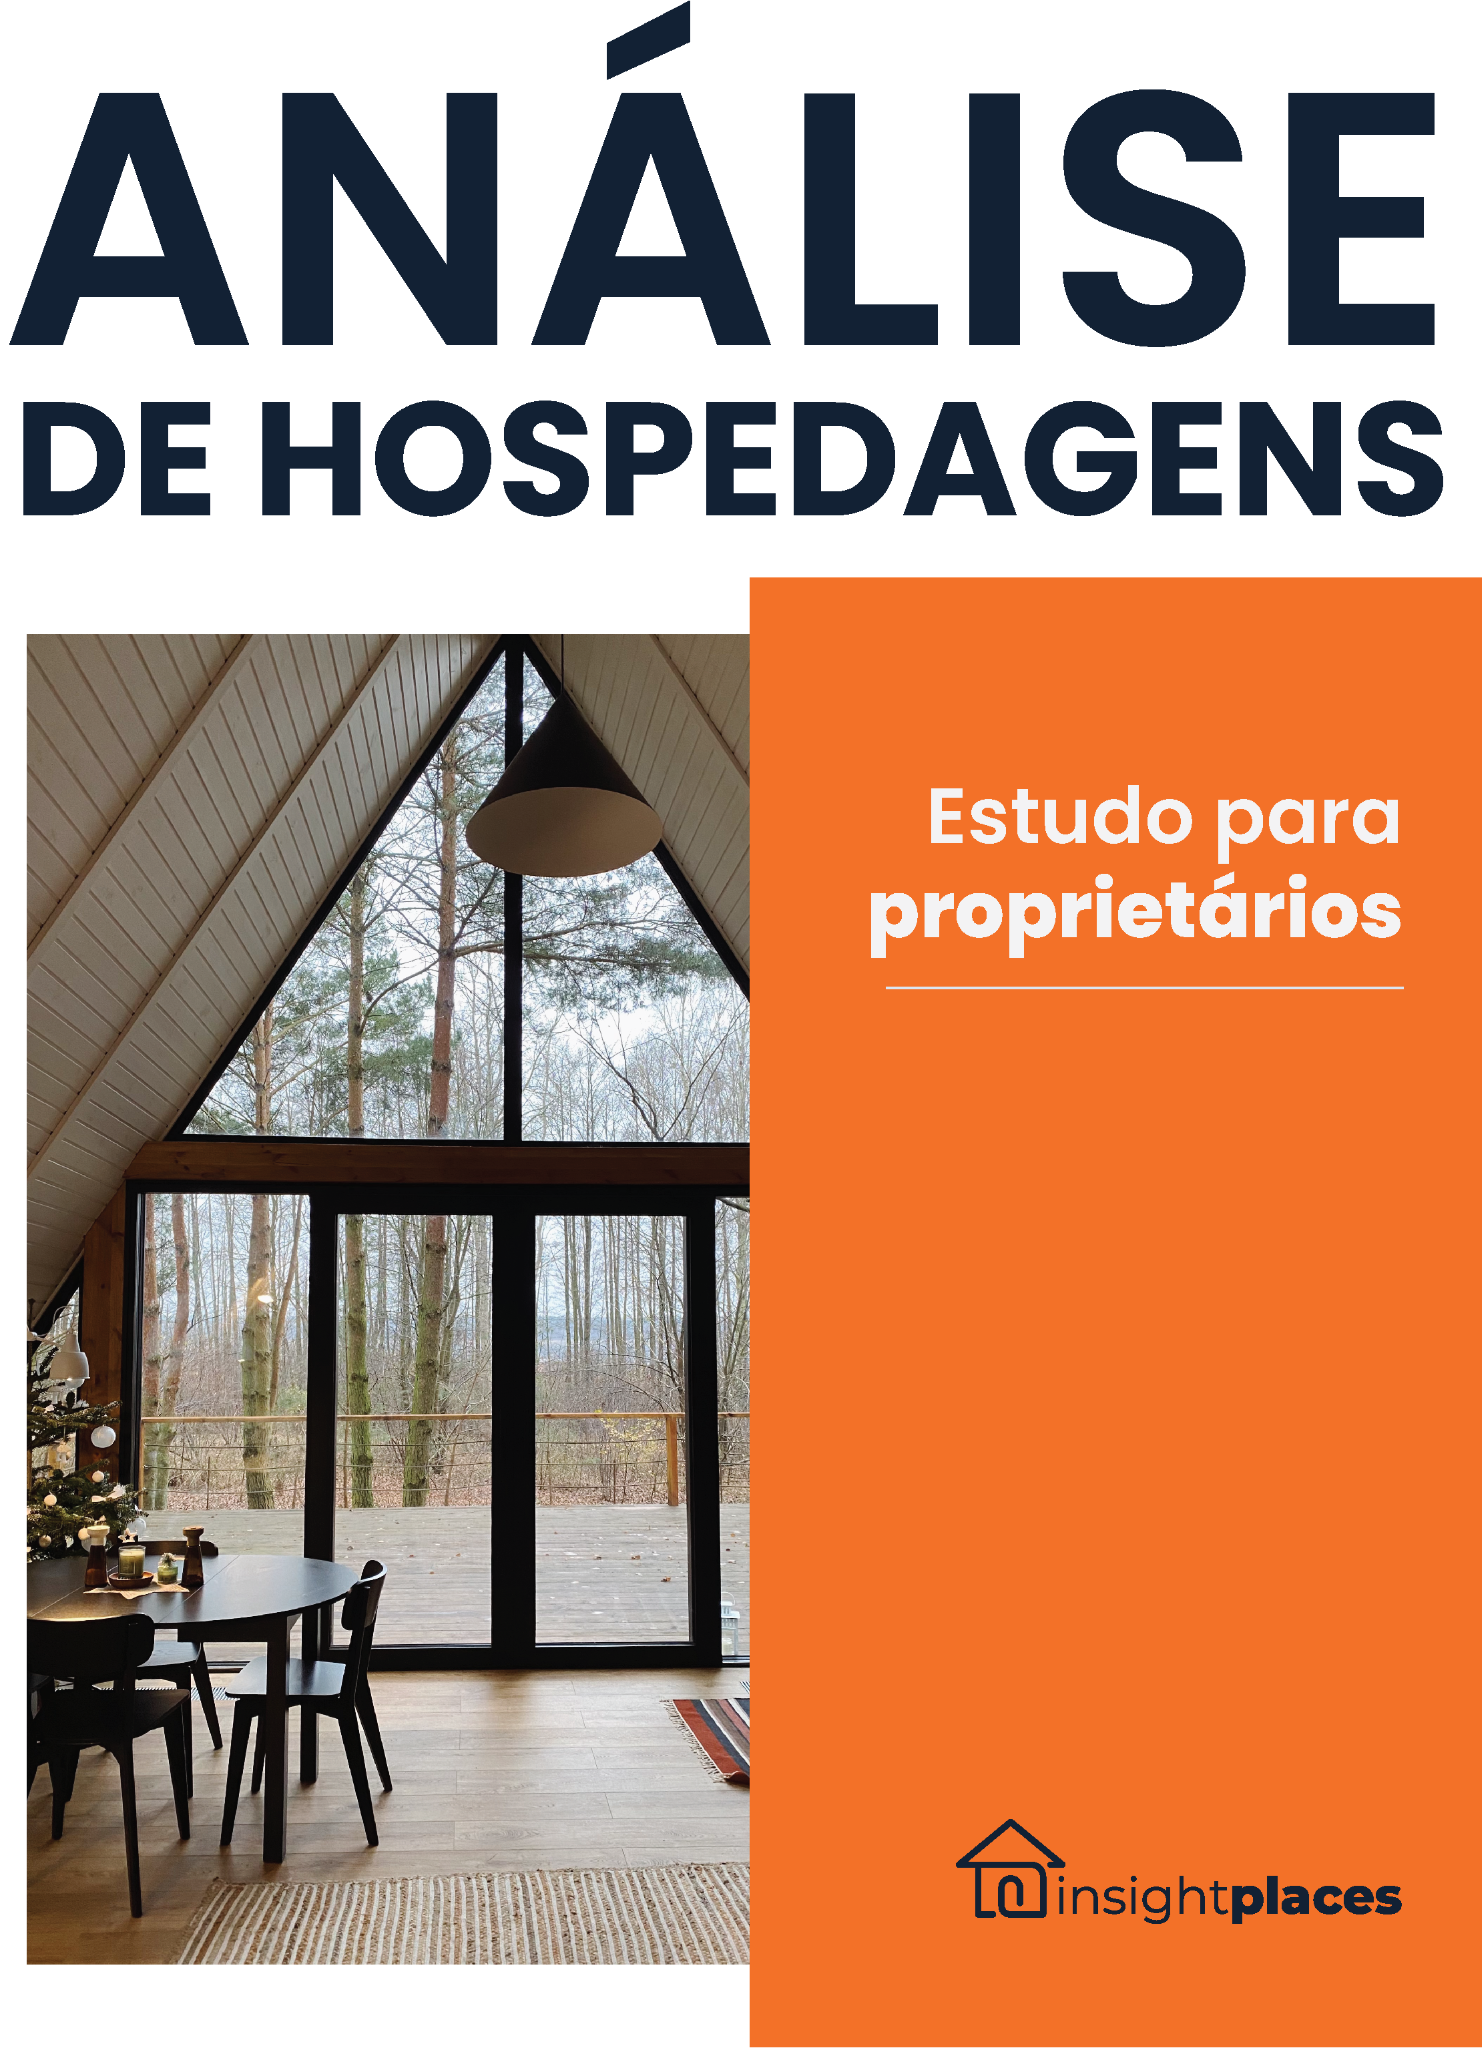 ANÁLISE
DE HOSPEDAGENS
Estudo para
proprietários
insightplaces